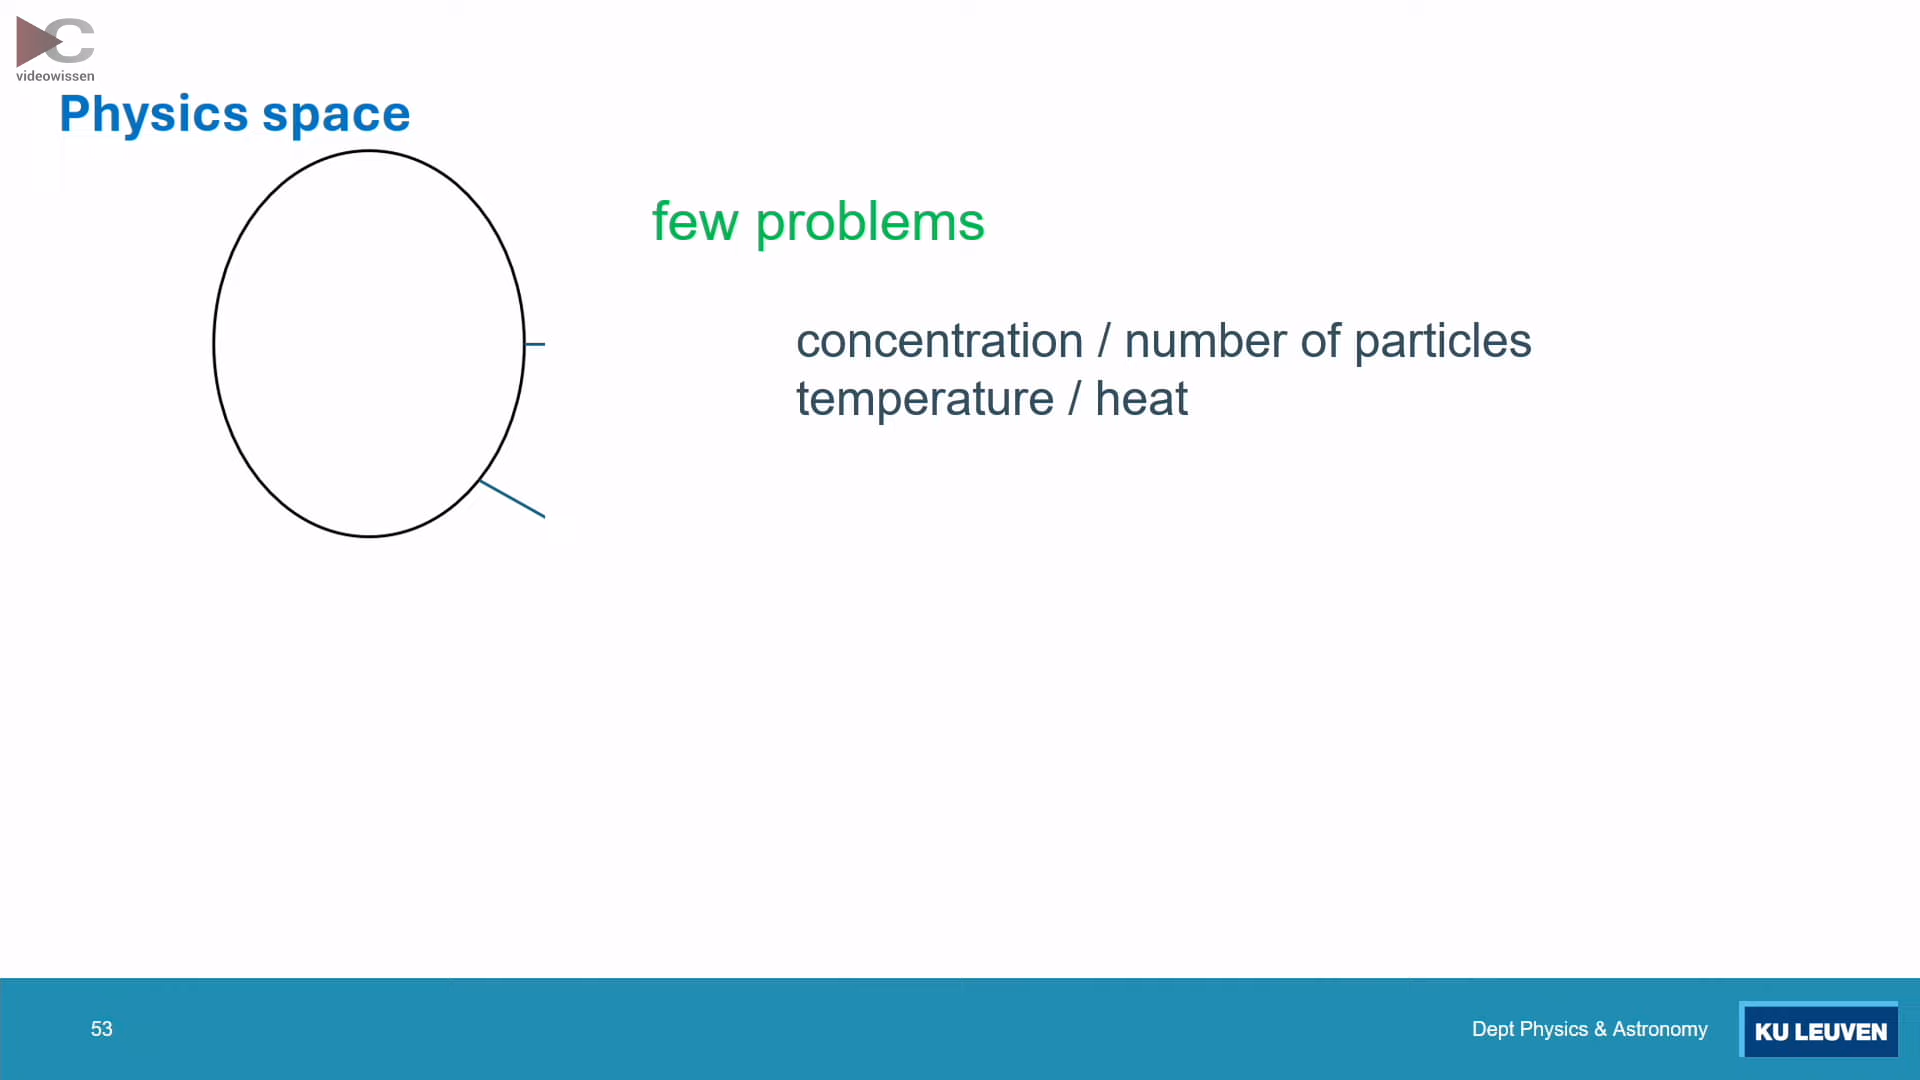 C
videowissen
Physics space
few problems
concentration / number of particles
temperature / heat
53
Dept Physics & Astronomy
KU LEUVEN